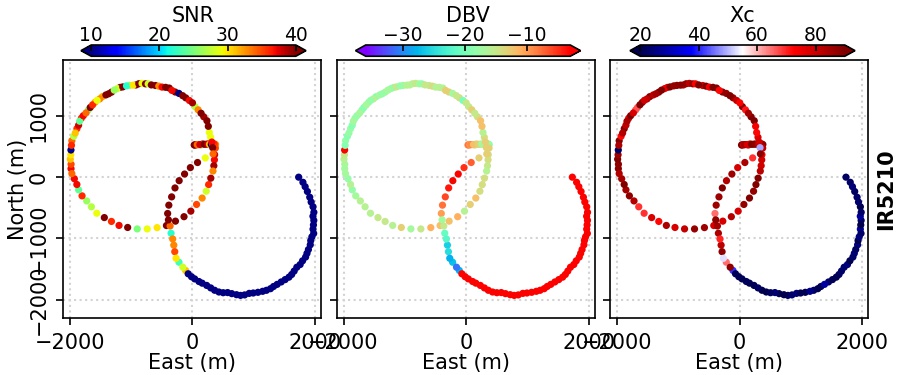 SNR DBV Xc
10 20 30 40 −30 −20 −10 20 40 60 80
North (m)
1000
0
−1000
−2000
IR5210
−2000 0 2000 −2000 0 2000 −2000 0 2000
East (m) East (m) East (m)